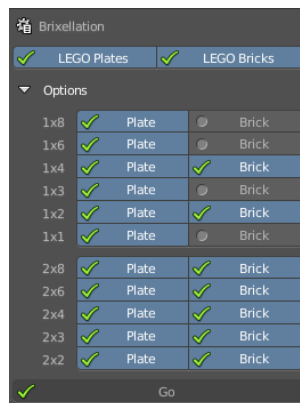 Brixellation
LEGO Plates LEGO Bricks
Options
1x8 Plate Brick
1x6 Plate Brick
1x4 Plate Brick
1x3 Plate Brick
1x2 Plate Brick
1x1 Plate Brick
2x8 Plate Brick
2x6 Plate Brick
2x4 Plate Brick
2x3 Plate Brick
2x2 Plate Brick
Go